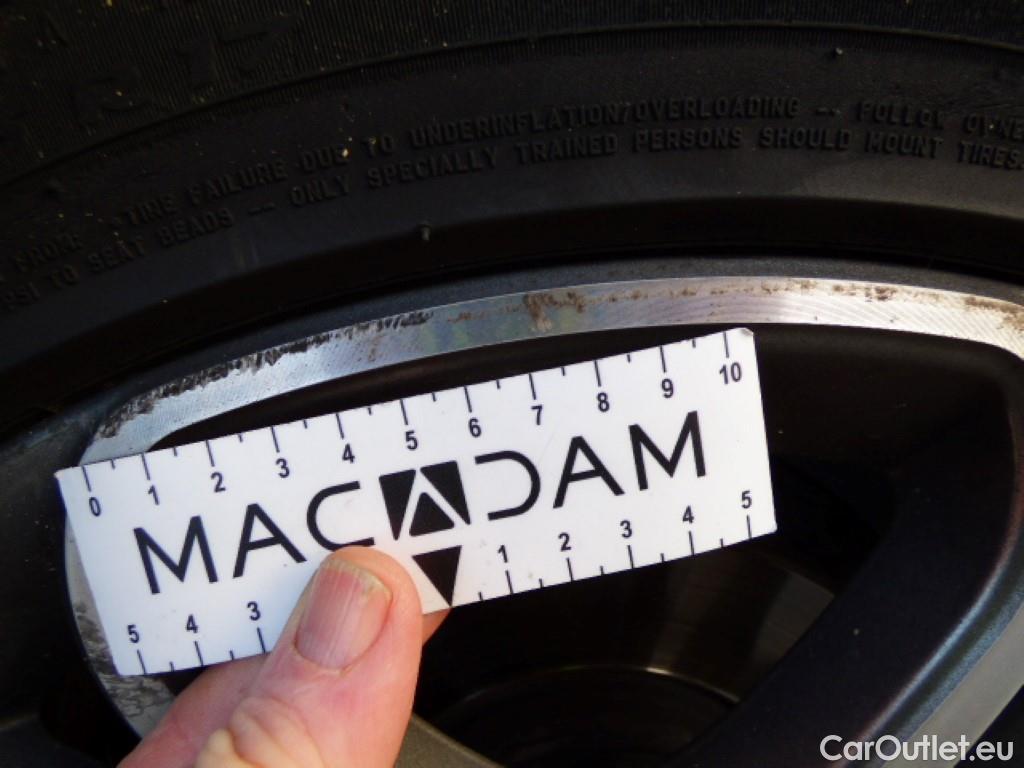 TIRE FAILURE DUE TO UNDERINFLATION/OVERLOADING -- FOLLOW OWNE
PSI TO SEAT BEADS -- ONLY SPECIALLY TRAINED PERSONS SHOULD MOUNT TIRES.
0 1 2 3 4 5 6 7 8 9 10
MACADAM
5 4 3 1 2 3 4 5
CarOutlet.eu